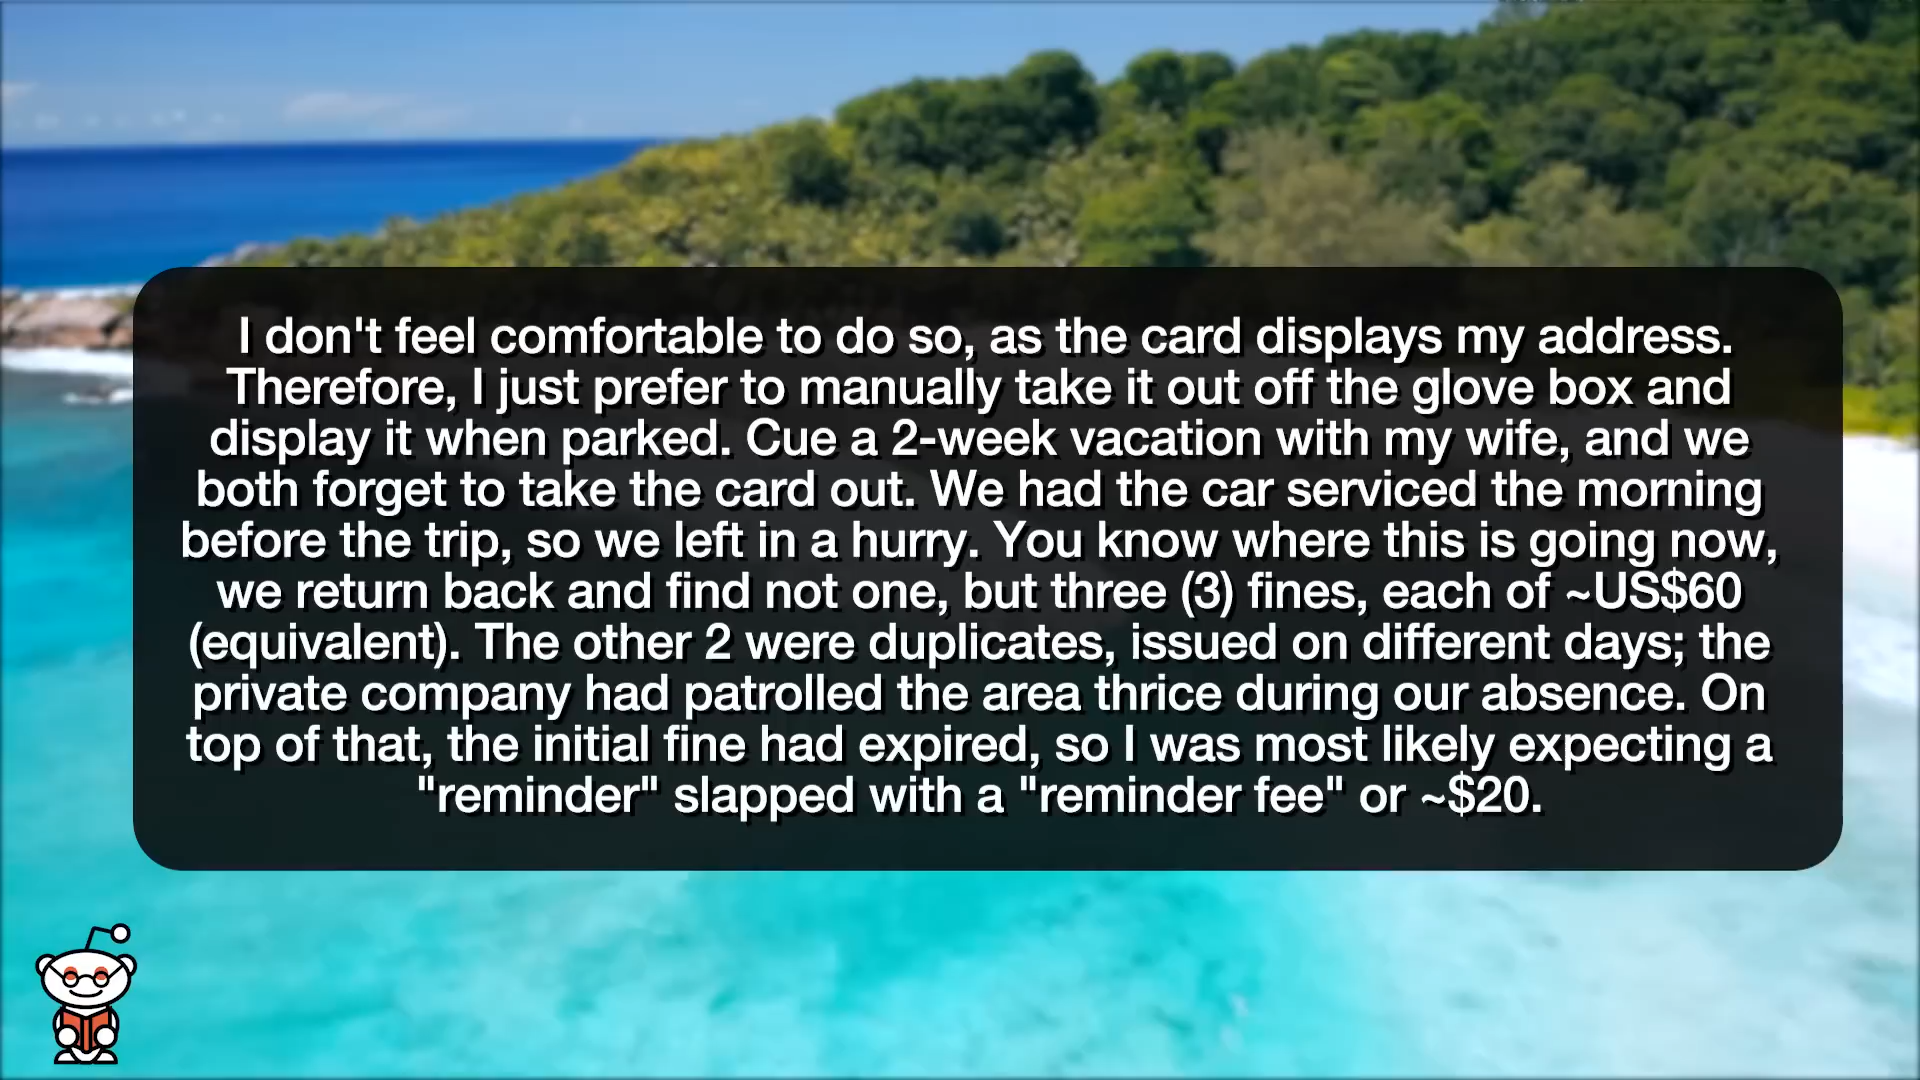 I don't feel comfortable to do so, as the card displays my address.
Therefore, I just prefer to manually take it out off the glove box and
display it when parked. Cue a 2-week vacation with my wife, and we
both forget to take the card out. We had the car serviced the morning
before the trip, so we left in a hurry. You know where this is going now,
we return back and find not one, but three (3) fines, each of ~US$60
(equivalent). The other 2 were duplicates, issued on different days; the
private company had patrolled the area thrice during our absence. On
top of that, the initial fine had expired, so I was most likely expecting a
"reminder" slapped with a "reminder fee" or ~$20.